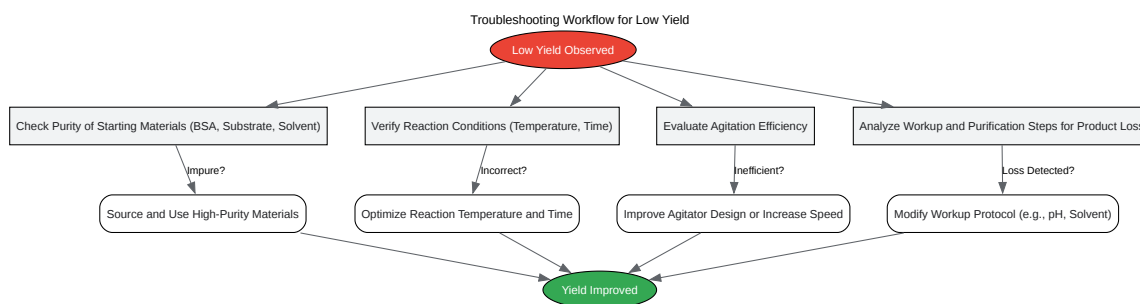 Troubleshooting Workflow for Low Yield
Low Yield Observed
Check Purity of Starting Materials (BSA, Substrate, Solvent)
Verify Reaction Conditions (Temperature, Time)
Evaluate Agitation Efficiency
Analyze Workup and Purification Steps for Product Loss
Impure?
Incorrect?
Inefficient?
Loss Detected?
Source and Use High-Purity Materials
Optimize Reaction Temperature and Time
Improve Agitator Design or Increase Speed
Modify Workup Protocol (e.g., pH, Solvent)
Yield Improved